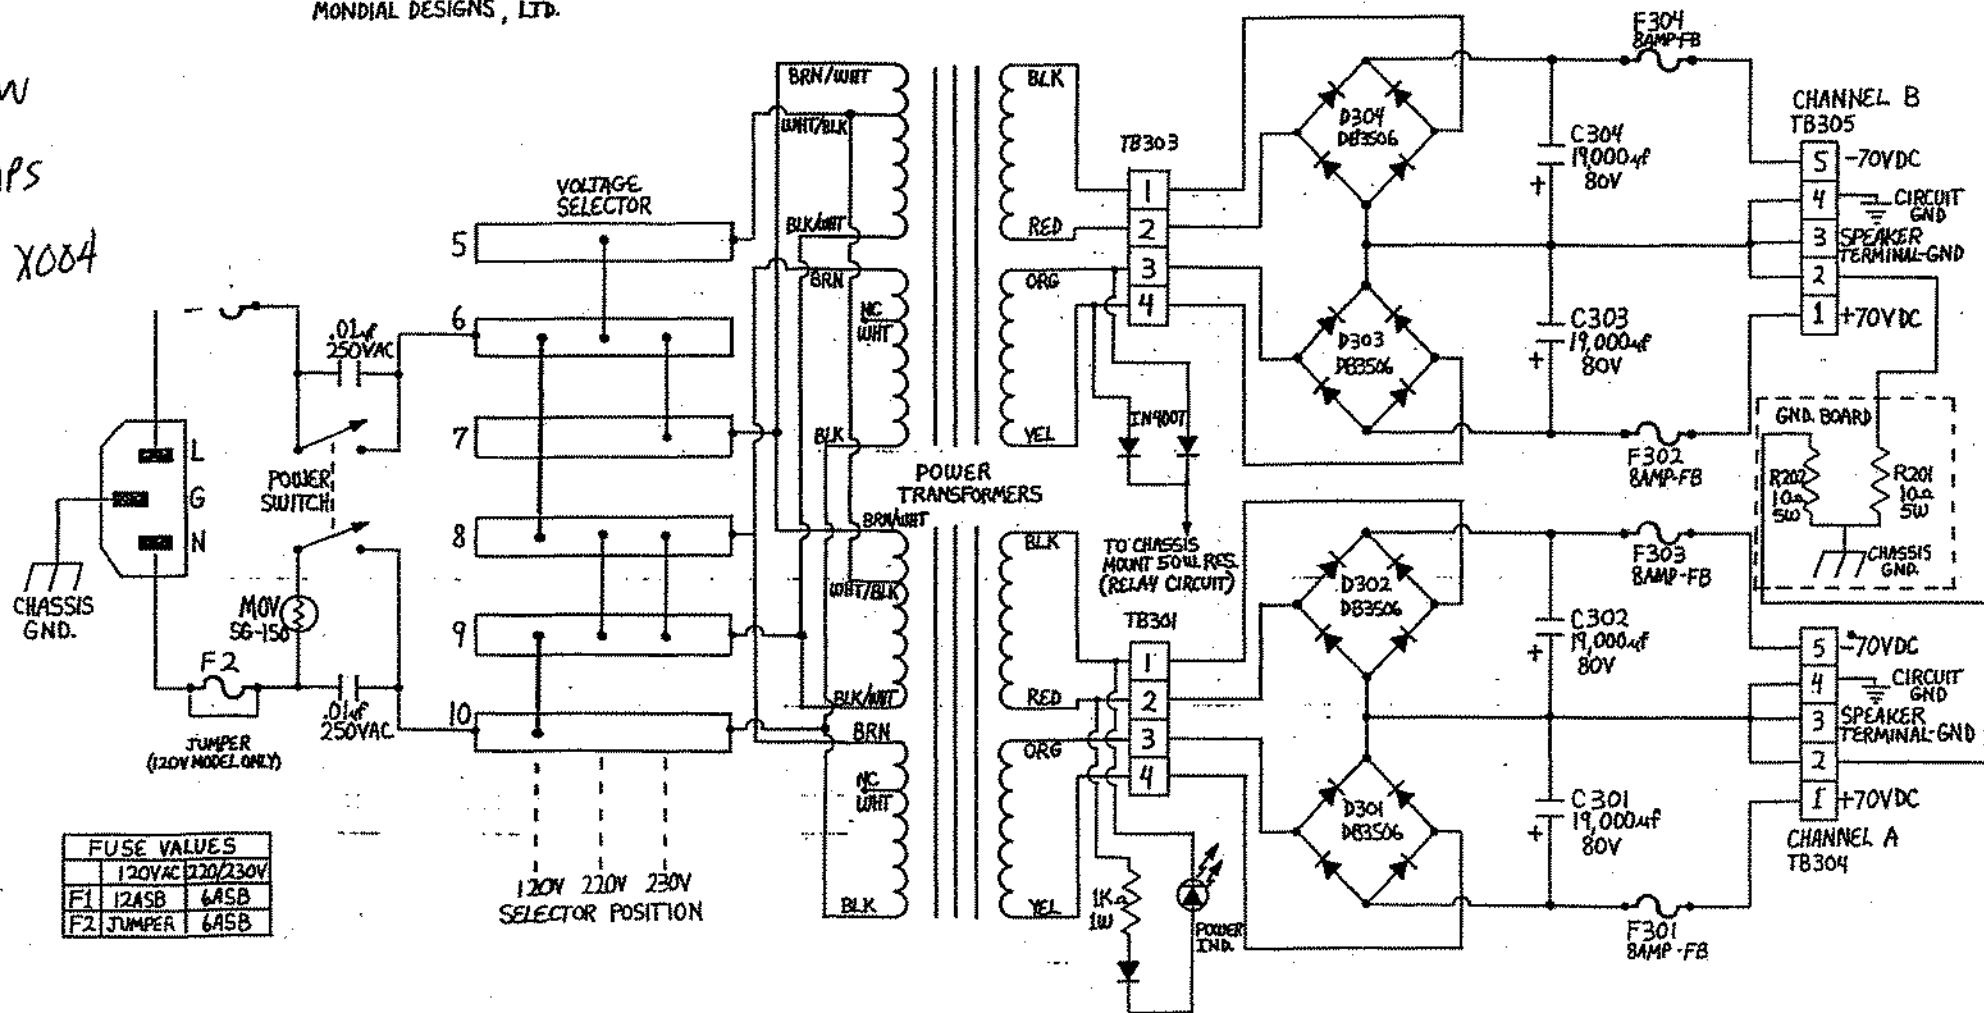 MONDIAL DESIGNS, LTD.
X004
VOLTAGE
SELECTOR
5
6
7
8
9
10
.01uf
250VAC
L
G
N
POWER
SWITCH
CHASSIS
GND.
MOV
SG-150
F2
JUMPER
(120V MODEL ONLY)
.01uf
250VAC
FUSE VALUES
120VAC 220/230V
F1 12ASB 6ASB
F2 JUMPER 6ASB
120V 220V 230V
SELECTOR POSITION
BRN/WHT
WHT/BLK
BLK/WHT
BRN
NC
WHT
BLK
POWER
TRANSFORMERS
BRN/WHT
WHT/BLK
BLK/WHT
BRN
NC
WHT
BLK
BLK
RED
ORG
YEL
BLK
RED
ORG
YEL
TB303
1
2
3
4
IN4007
TO CHASSIS
MOUNT 50W RES.
(RELAY CIRCUIT)
TB301
1
2
3
4
1K
1W
POWER
IND.
D304
DB3506
D303
DB3506
D302
DB3506
D301
DB3506
C304
19,000uf
80V
+
C303
19,000uf
80V
+
C302
19,000uf
80V
+
C301
19,000uf
80V
+
F304
8AMP-FB
F302
8AMP-FB
F303
8AMP-FB
F301
8AMP-FB
CHANNEL B
TB305
5 -70VDC
4 CIRCUIT
GND
3 SPEAKER
TERMINAL-GND
2
1 +70VDC
GND. BOARD
R202
10Ω
5W
R201
10Ω
5W
CHASSIS
GND.
5 -70VDC
4 CIRCUIT
GND
3 SPEAKER
TERMINAL-GND
2
1 +70VDC
CHANNEL A
TB304